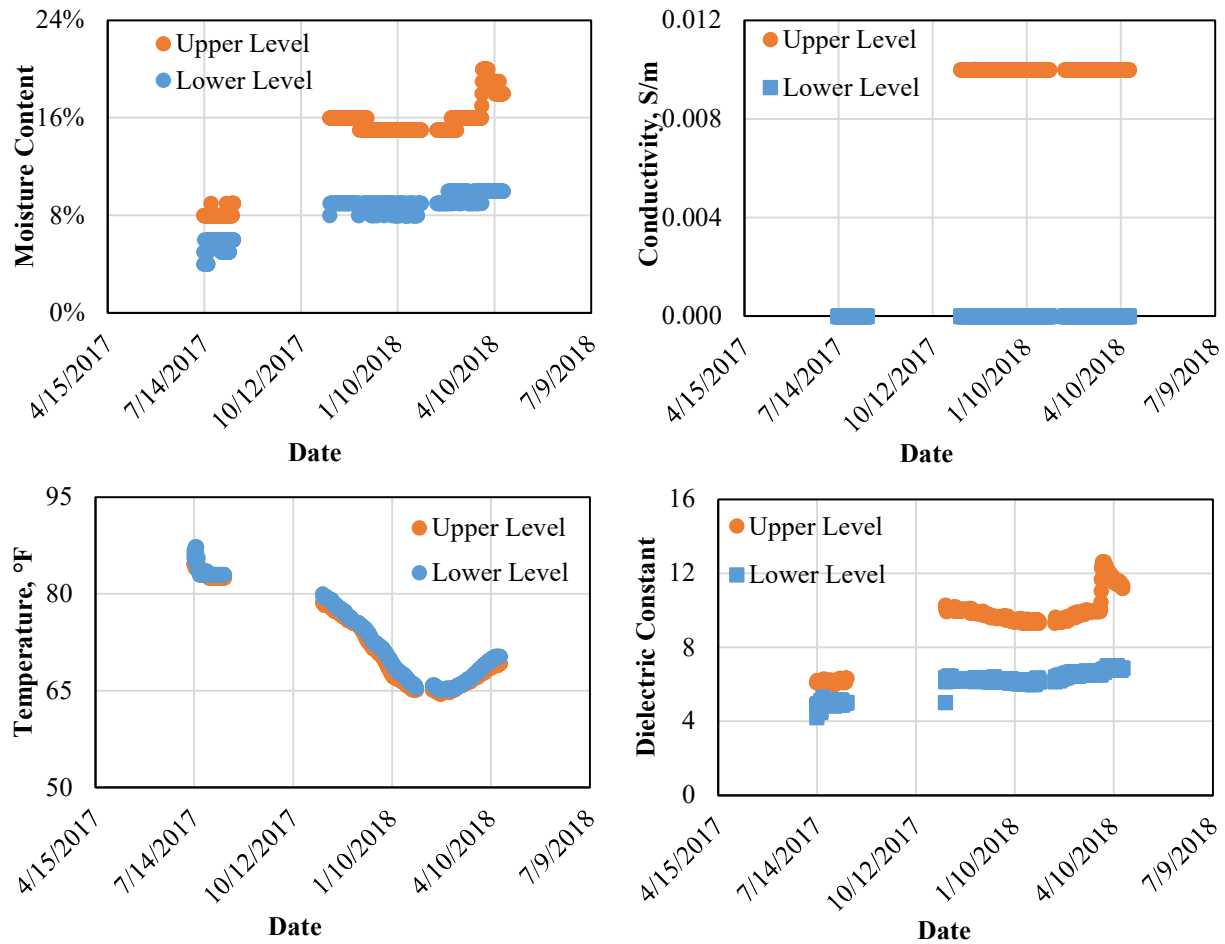 24%
16%
8%
0%
Moisture Content
Upper Level
Lower Level
4/15/2017
7/14/2017
10/12/2017
1/10/2018
4/10/2018
7/9/2018
Date
0.012
0.008
0.004
0.000
Conductivity, S/m
Upper Level
Lower Level
4/15/2017
7/14/2017
10/12/2017
1/10/2018
4/10/2018
7/9/2018
Date
95
80
65
50
Temperature, °F
Upper Level
Lower Level
4/15/2017
7/14/2017
10/12/2017
1/10/2018
4/10/2018
7/9/2018
Date
16
12
8
4
0
Dielectric Constant
Upper Level
Lower Level
4/15/2017
7/14/2017
10/12/2017
1/10/2018
4/10/2018
7/9/2018
Date